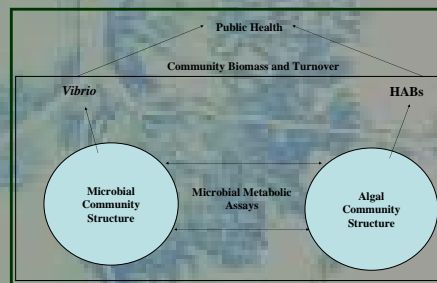 Public Health
Community Biomass and Turnover
Vibrio
HABs
Microbial
Community
Structure
Microbial Metabolic
Assays
Algal
Community
Structure